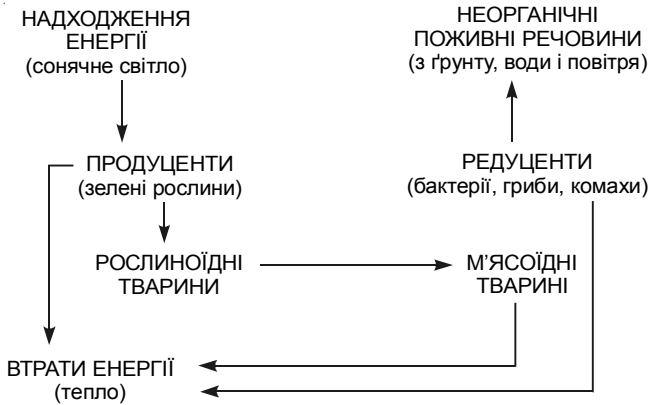 НАДХОДЖЕННЯ
ЕНЕРГІЇ
(сонячне світло)
НЕОРГАНІЧНІ
ПОЖИВНІ РЕЧОВИНИ
(з ґрунту, води і повітря)
ПРОДУЦЕНТИ
(зелені рослини)
РЕДУЦЕНТИ
(бактерії, гриби, комахи)
РОСЛИНОЇДНІ
ТВАРИНИ
М’ЯСОЇДНІ
ТВАРИНІ
ВТРАТИ ЕНЕРГІЇ
(тепло)